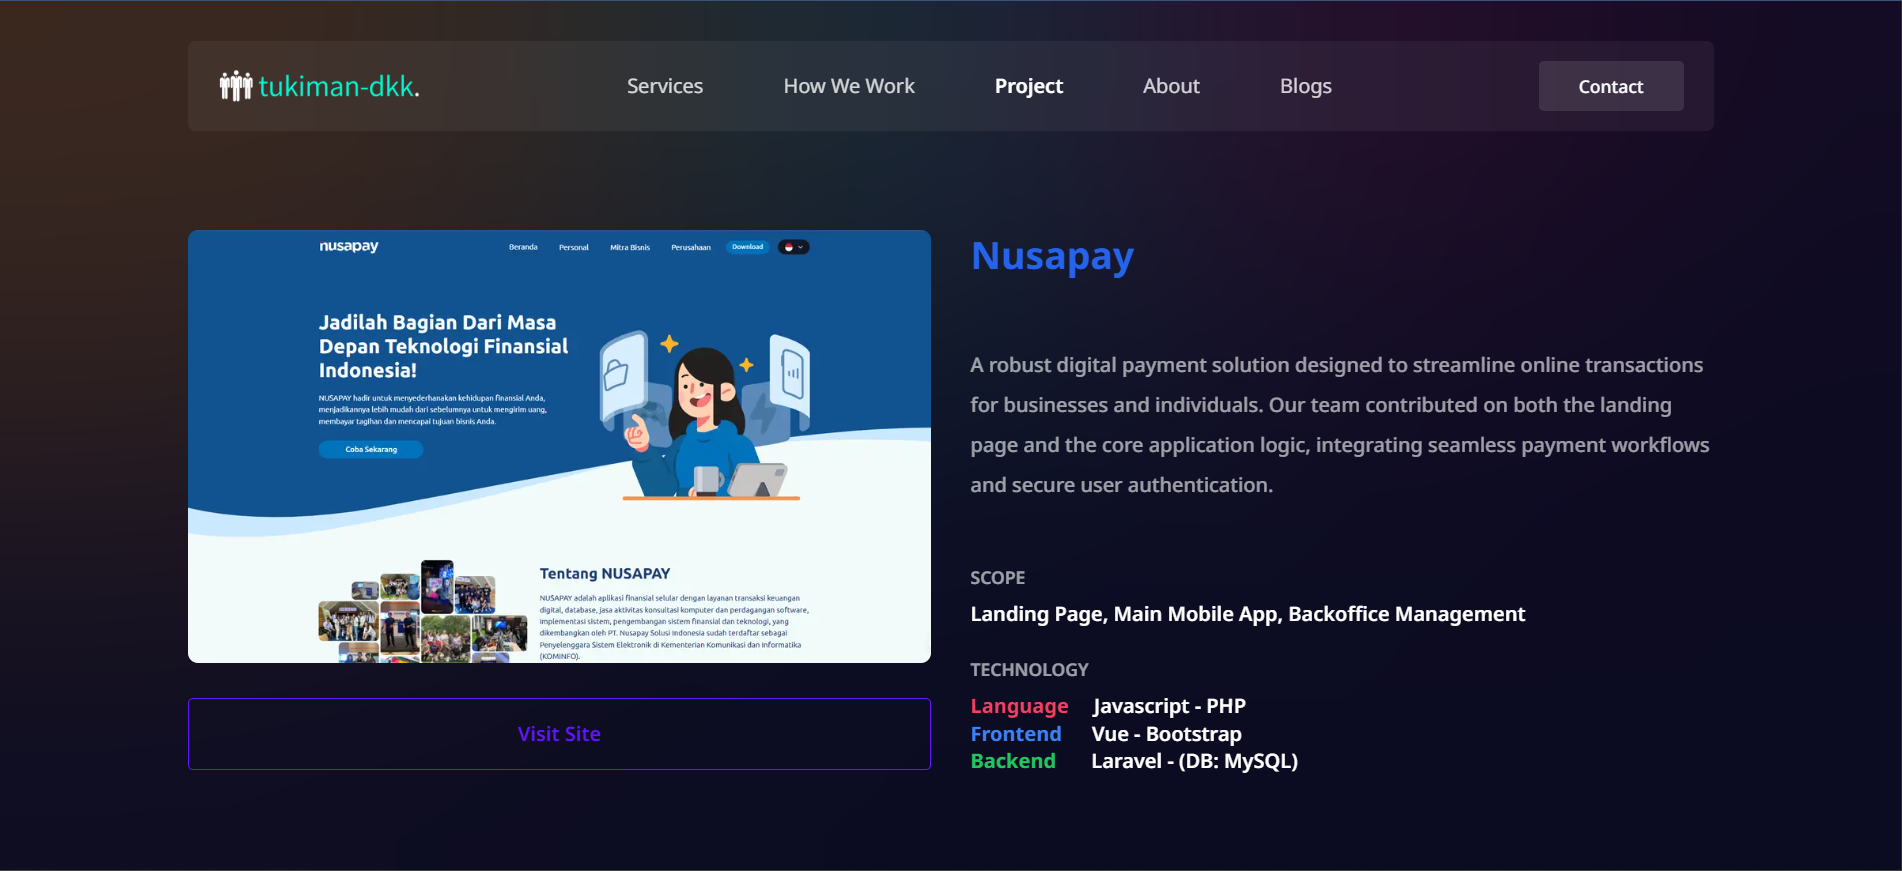 tukiman-dkk.
Services
How We Work
Project
About
Blogs
Contact
nusapay
Beranda
Personal
Mitra Bisnis
Perusahaan
Download
Jadilah Bagian Dari Masa
Depan Teknologi Finansial
Indonesia!
NUSAPAY hadir untuk menyederhanakan kehidupan finansial Anda,
menjadikannya lebih mudah dari sebelumnya untuk mengirim uang,
membayar tagihan dan mencapai tujuan bisnis Anda.
Coba Sekarang
Tentang NUSAPAY
NUSAPAY adalah aplikasi finansial selular dengan layanan transaksi keuangan
digital, database, jasa aktivitas konsultasi komputer dan perdagangan software,
implementasi sistem, pengembangan sistem finansial dan teknologi, yang
dikembangkan oleh PT. Nusapay Solusi Indonesia sudah terdaftar sebagai
Penyelenggara Sistem Elektronik di Kementerian Komunikasi dan Informatika
(KOMINFO).
Visit Site
Nusapay
A robust digital payment solution designed to streamline online transactions
for businesses and individuals. Our team contributed on both the landing
page and the core application logic, integrating seamless payment workflows
and secure user authentication.
SCOPE
Landing Page, Main Mobile App, Backoffice Management
TECHNOLOGY
Language Javascript - PHP
Frontend Vue - Bootstrap
Backend Laravel - (DB: MySQL)